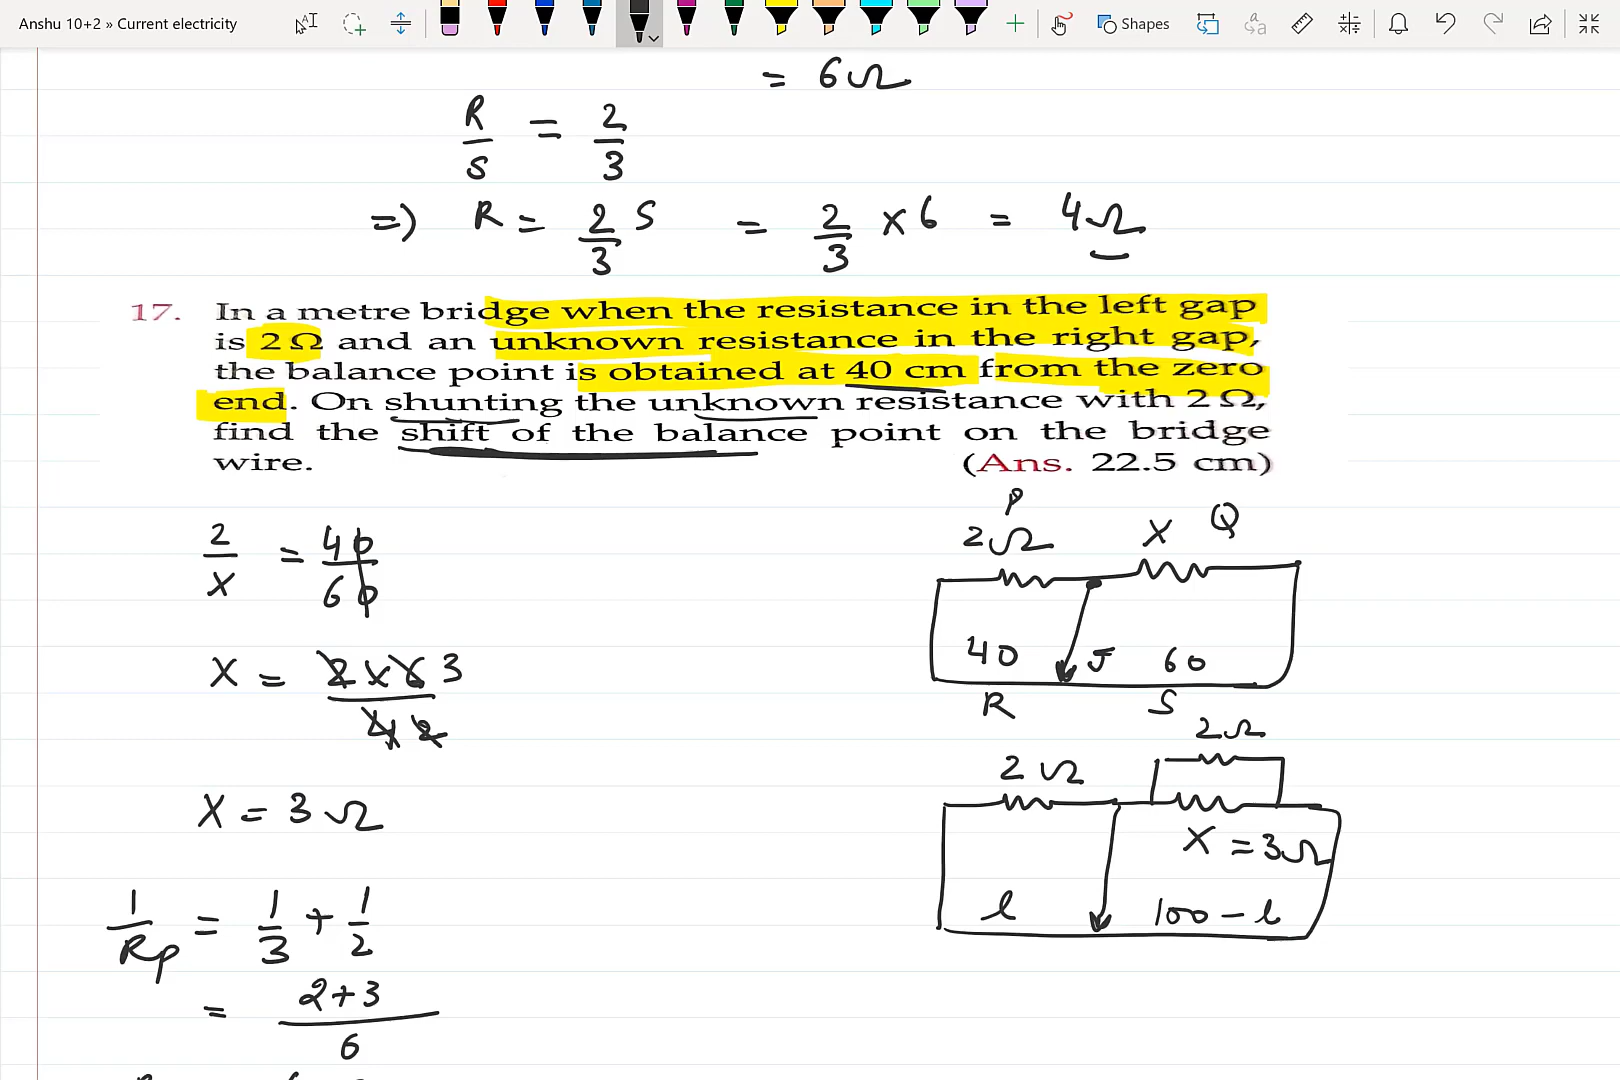 Anshu 10+2 » Current electricity
Shapes
= 6Ω
R/S = 2/3
=) R = 2/3 S = 2/3 x 6 = 4Ω
17. In a metre bridge when the resistance in the left gap
is 2 Ω and an unknown resistance in the right gap,
the balance point is obtained at 40 cm from the zero
end. On shunting the unknown resistance with 2 Ω,
find the shift of the balance point on the bridge
wire. (Ans. 22.5 cm)
P
2Ω X Q
2/X = 40/60
40 J 60
R S
X = 2x6 3/4 2
2Ω
2Ω
X = 3Ω
X = 3Ω
l 100-l
1/Rp = 1/3 + 1/2
= 2+3/6